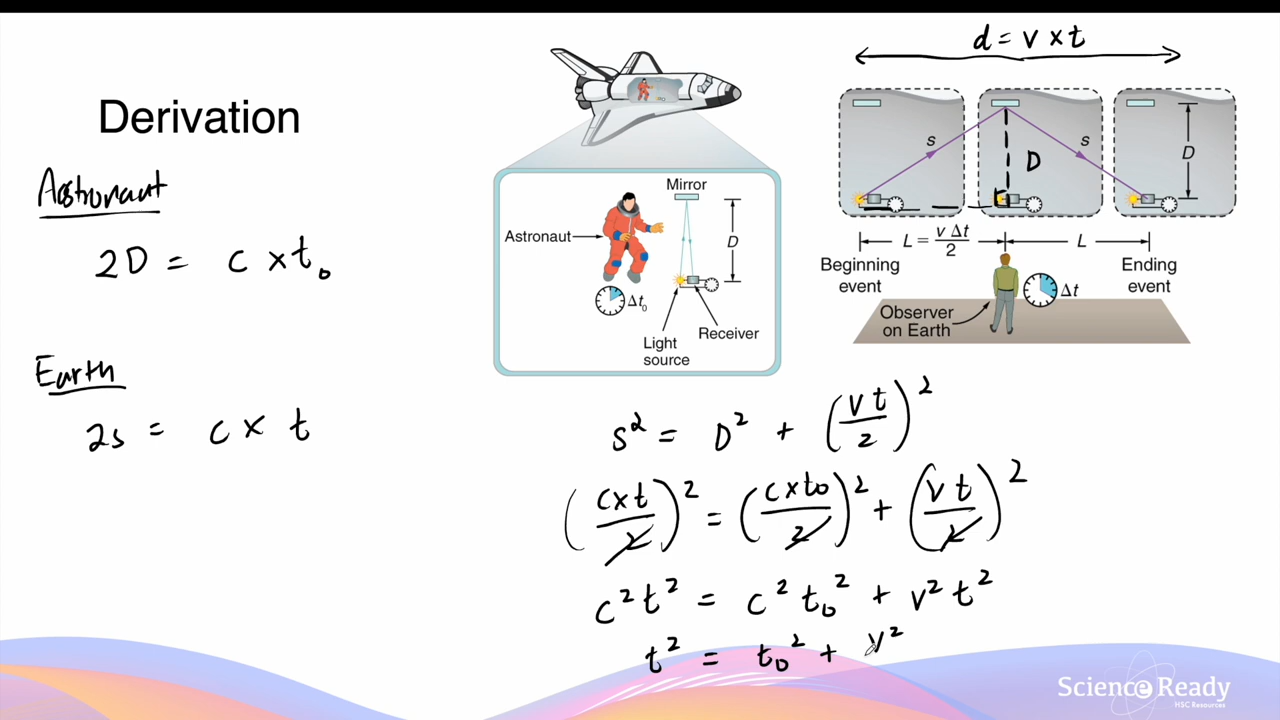 d = v × t
Derivation
Astronaut
2D = c × t₀
Earth
2s = c × t
Mirror
Astronaut
D
Δt₀
Light source
Receiver
s
s
D
D
L = v Δt / 2
L
Beginning event
Ending event
Δt
Observer on Earth
s² = D² + (vt/2)²
(c×t/2)² = (c×t₀/2)² + (vt/2)²
c²t² = c²t₀² + v²t²
t² = t₀² + v²
Science Ready
HSC Resources